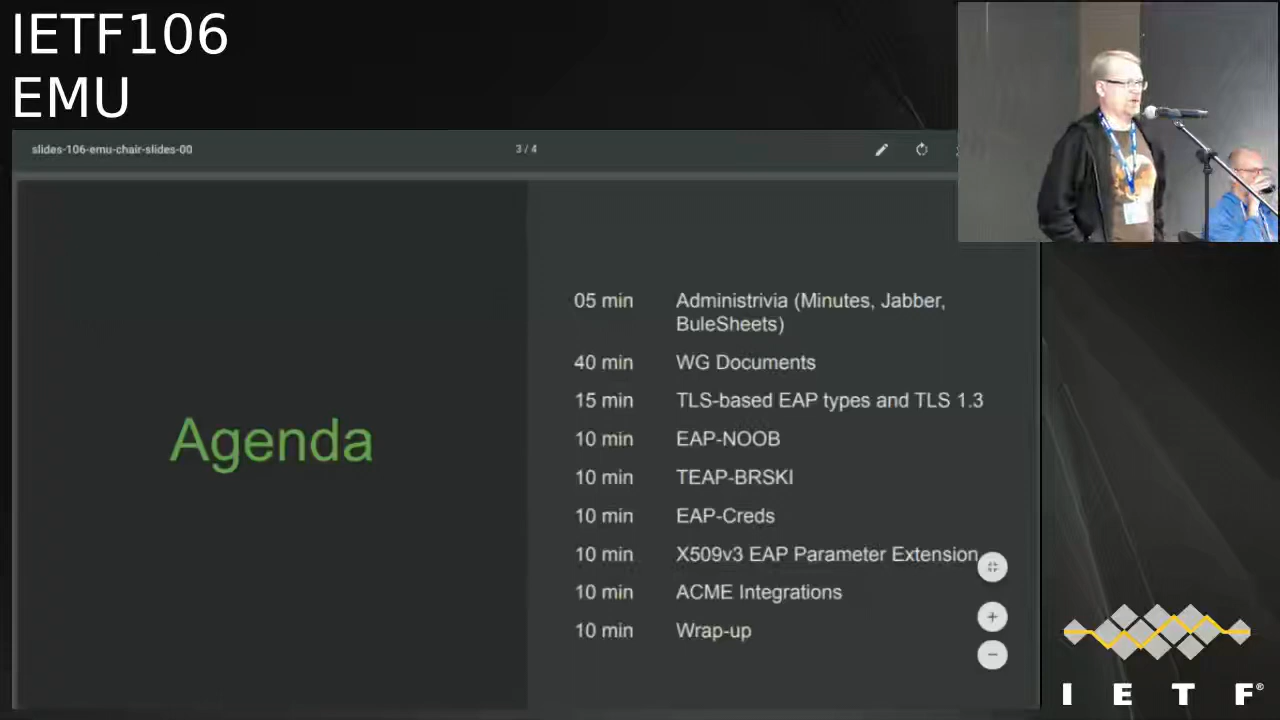 IETF106
EMU
slides-106-emu-chair-slides-00
3 / 4
Agenda
05 min Administrivia (Minutes, Jabber,
BuleSheets)
40 min WG Documents
15 min TLS-based EAP types and TLS 1.3
10 min EAP-NOOB
10 min TEAP-BRSKI
10 min EAP-Creds
10 min X509v3 EAP Parameter Extension
10 min ACME Integrations
10 min Wrap-up
I E T F®